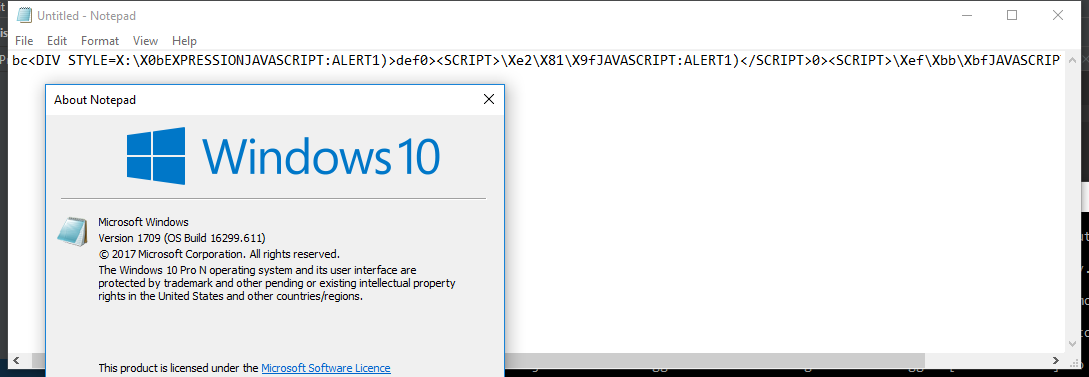 Untitled - Notepad
File Edit Format View Help
bc<DIV STYLE=X:\X0bEXPRESSIONJAVASCRIPT:ALERT1)>def0><SCRIPT>\Xe2\X81\X9fJAVASCRIPT:ALERT1)</SCRIPT>0><SCRIPT>\Xef\Xbb\XbfJAVASCRIP
About Notepad
Windows 10
Microsoft Windows
Version 1709 (OS Build 16299.611)
© 2017 Microsoft Corporation. All rights reserved.
The Windows 10 Pro N operating system and its user interface are
protected by trademark and other pending or existing intellectual property
rights in the United States and other countries/regions.
This product is licensed under the Microsoft Software Licence